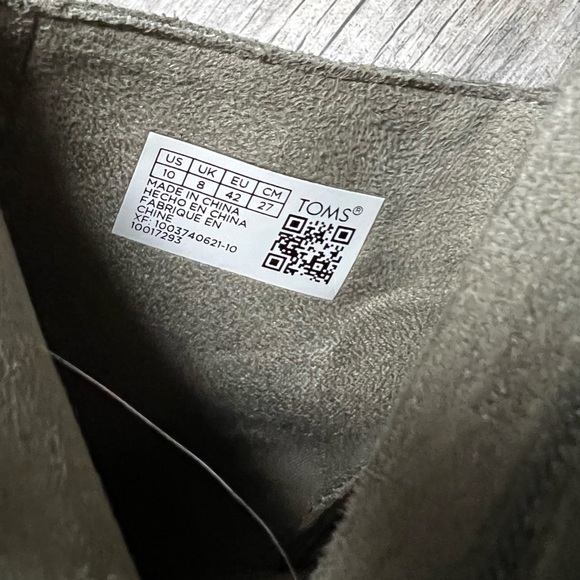 US UK EU CM
10 8 42 27
MADE IN CHINA
HECHO EN CHINA
FABRIQUE EN
CHINE
XF: 1003740621-10
10017293
TOMS®